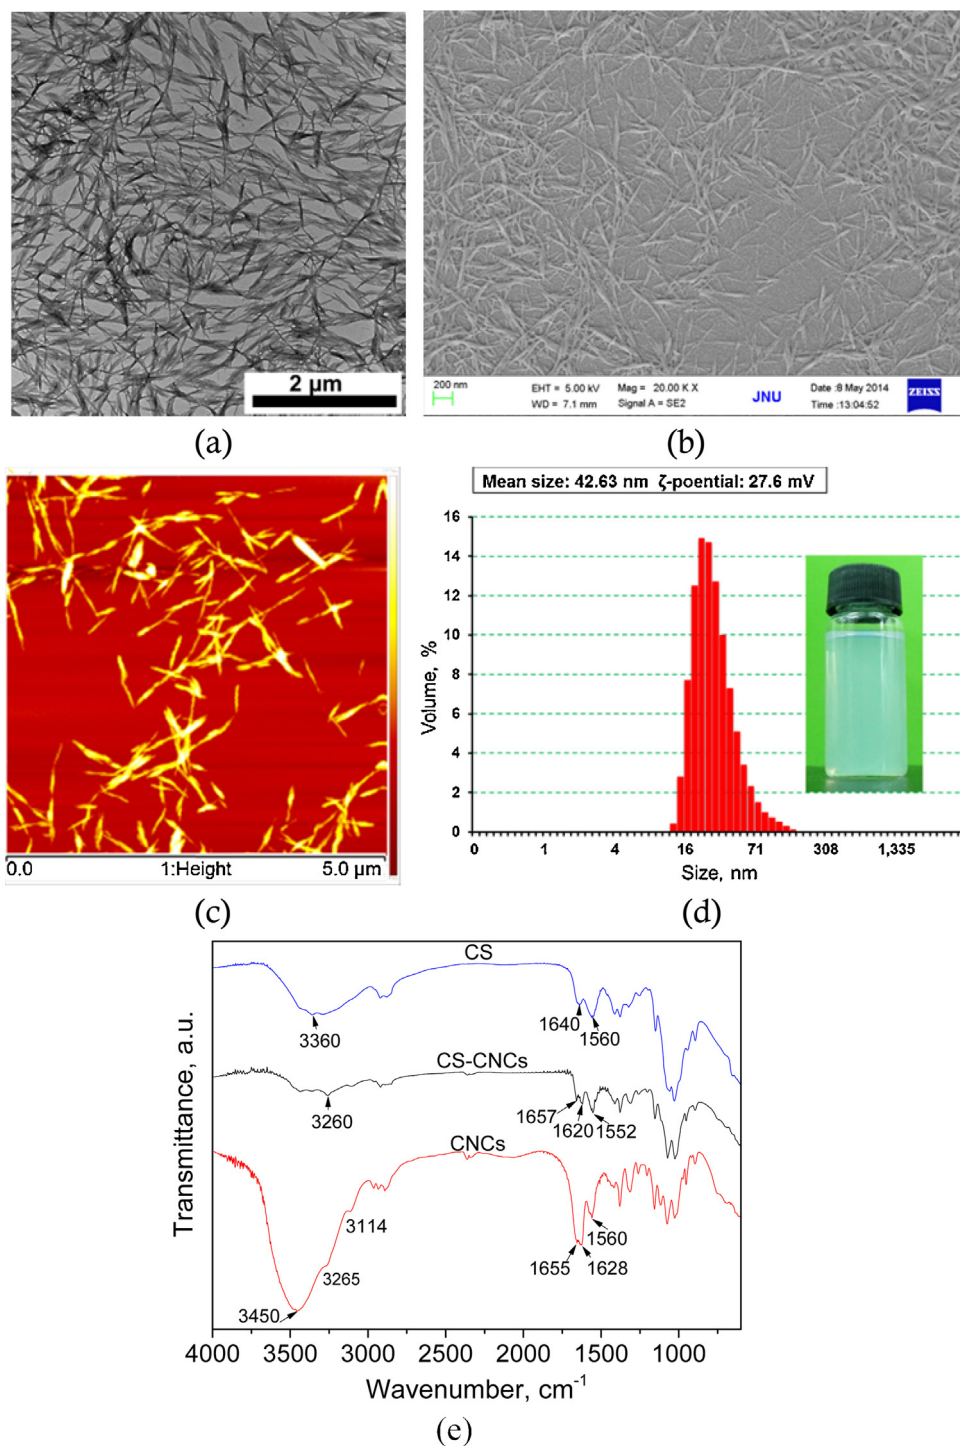 2 µm
200 nm
EHT = 5.00 kV
Mag = 20.00 K X
WD = 7.1 mm
Signal A = SE2
JNU
Date :8 May 2014
Time :13:04:52
ZEISS
(a)
(b)
0.0
1:Height
5.0 µm
(c)
Mean size: 42.63 nm ζ-poential: 27.6 mV
Volume, %
16
14
12
10
8
6
4
2
0
0
1
4
16
71
308
1,335
Size, nm
(d)
CS
3360
1640
1560
CS-CNCs
3260
1657
1620
1552
CNCs
3114
3265
3450
1560
1655
1628
Transmittance, a.u.
4000
3500
3000
2500
2000
1500
1000
Wavenumber, cm⁻¹
(e)